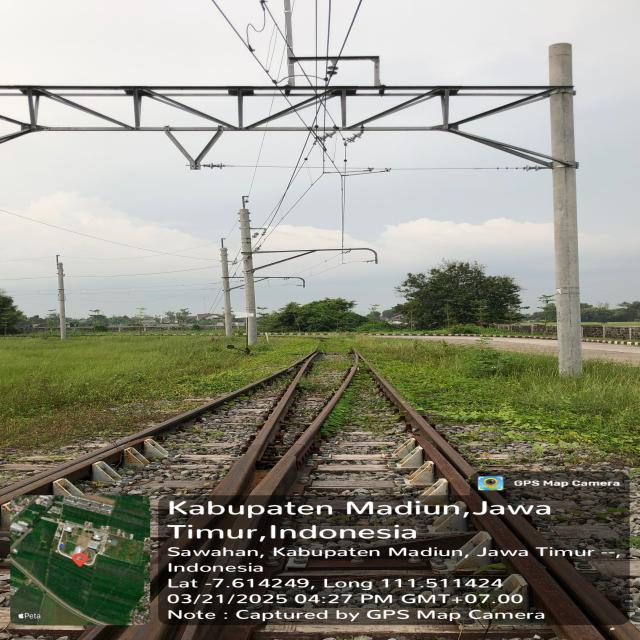 GPS Map Camera
Kabupaten Madiun,Jawa
Timur,Indonesia
Sawahan, Kabupaten Madiun, Jawa Timur --,
Indonesia
Lat -7.614249, Long 111.511424
03/21/2025 04:27 PM GMT+07.00
Note : Captured by GPS Map Camera
Peta